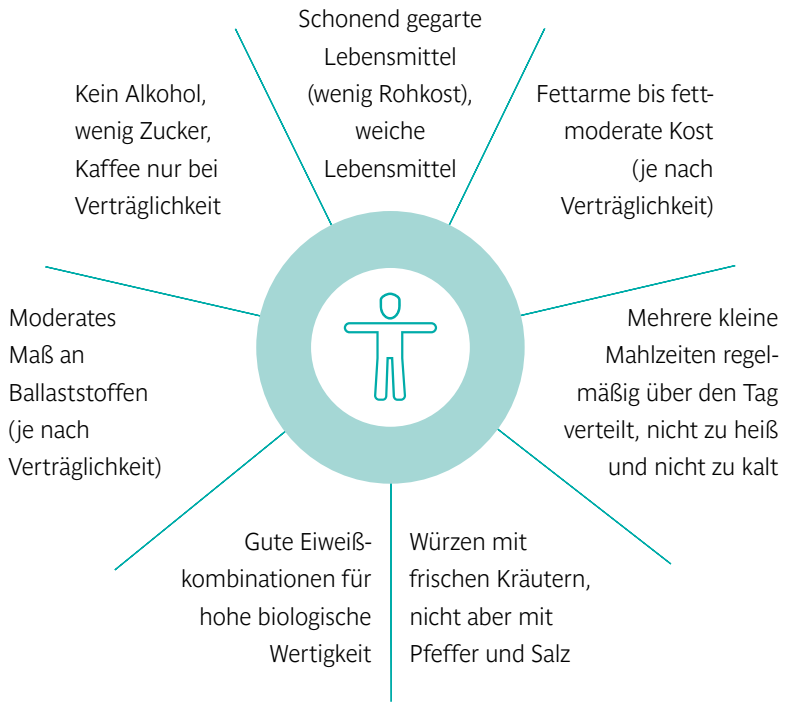 Schonend gegarte
Lebensmittel
(wenig Rohkost),
weiche
Lebensmittel
Fettarme bis fett-
moderate Kost
(je nach
Verträglichkeit)
Mehrere kleine
Mahlzeiten regel-
mäßig über den Tag
verteilt, nicht zu heiß
und nicht zu kalt
Würzen mit
frischen Kräutern,
nicht aber mit
Pfeffer und Salz
Gute Eiweiß-
kombinationen für
hohe biologische
Wertigkeit
Moderates
Maß an
Ballaststoffen
(je nach
Verträglichkeit)
Kein Alkohol,
wenig Zucker,
Kaffee nur bei
Verträglichkeit